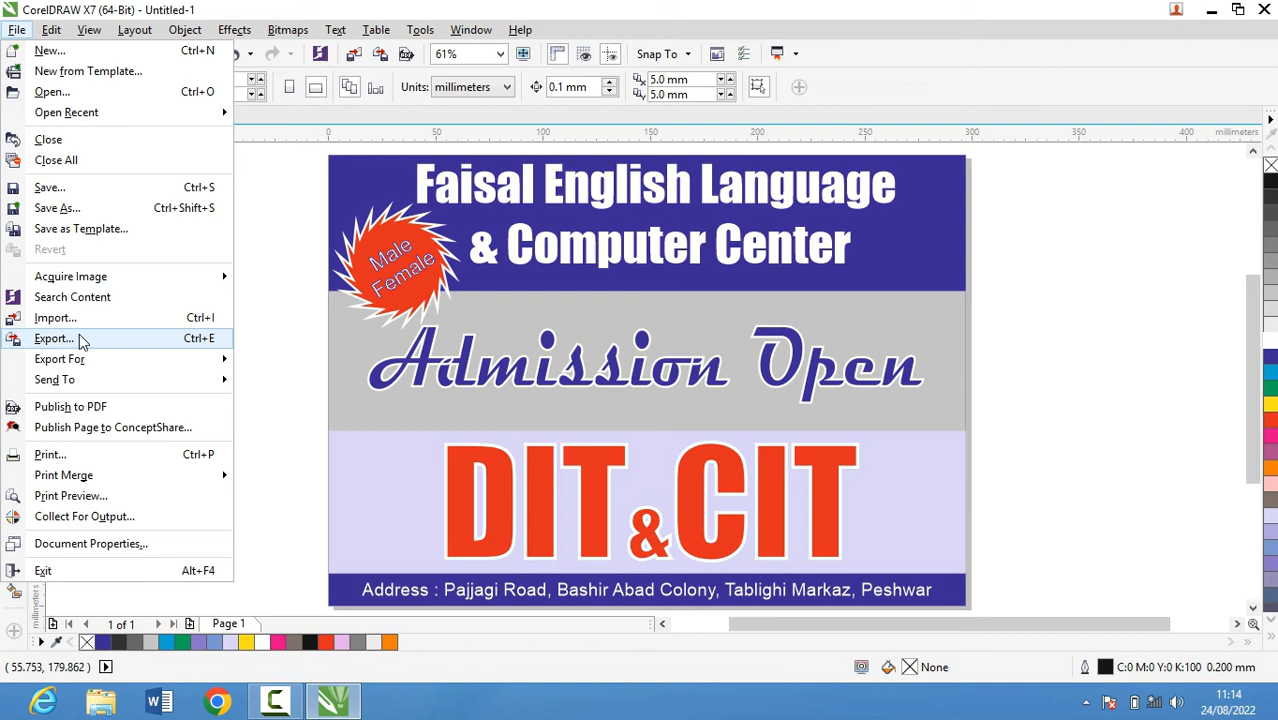 CorelDRAW X7 (64-Bit) - Untitled-1
File Edit View Layout Object Effects Bitmaps Text Table Tools Window Help
61% Snap To
Units: millimeters 0.1 mm 5.0 mm
5.0 mm
0 50 100 150 200 250 300 350 400 millimeters
New... Ctrl+N
New from Template...
Open... Ctrl+O
Open Recent
Close
Close All
Save... Ctrl+S
Save As... Ctrl+Shift+S
Save as Template...
Revert
Acquire Image
Search Content
Import... Ctrl+I
Export... Ctrl+E
Export For
Send To
Publish to PDF
Publish Page to ConceptShare...
Print... Ctrl+P
Print Merge
Print Preview...
Collect For Output...
Document Properties...
Exit Alt+F4
Faisal English Language
& Computer Center
Male
Female
Admission Open
DIT & CIT
Address : Pajjagi Road, Bashir Abad Colony, Tablighi Markaz, Peshwar
millimeters
1 of 1 Page 1
(55.753, 179.862) None C:0 M:0 Y:0 K:100 0.200 mm
11:14
24/08/2022